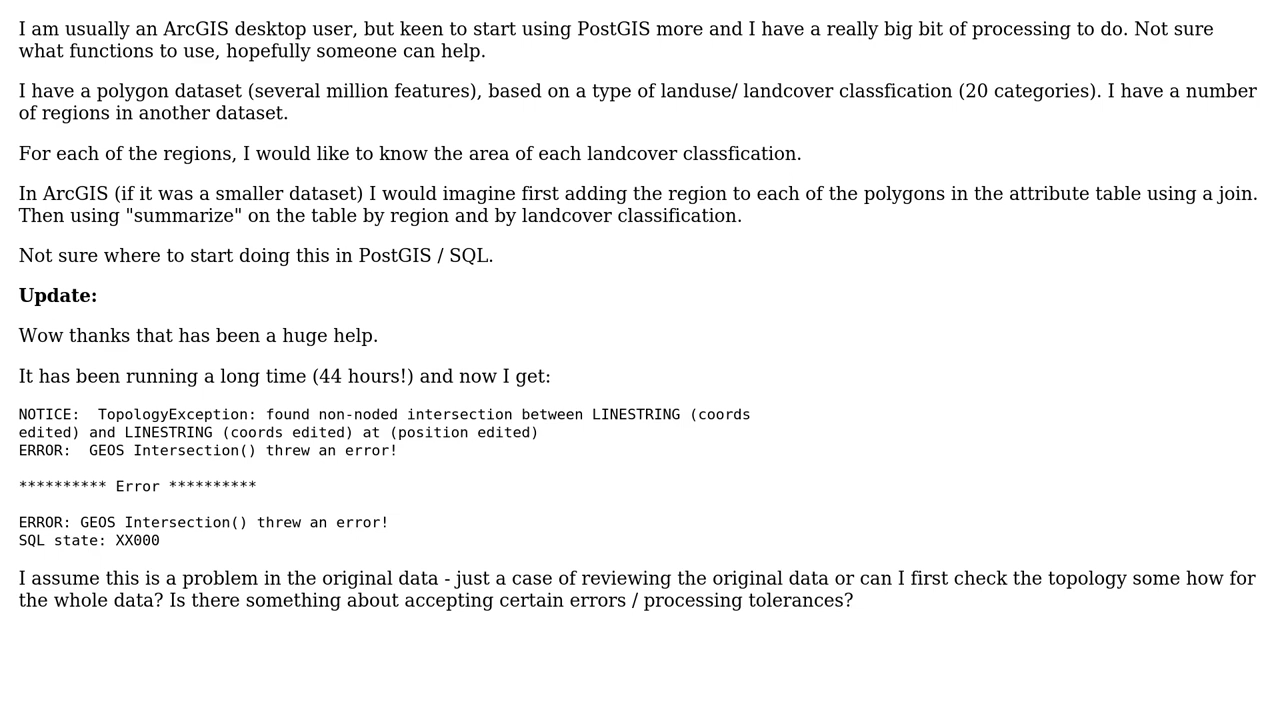 I am usually an ArcGIS desktop user, but keen to start using PostGIS more and I have a really big bit of processing to do. Not sure
what functions to use, hopefully someone can help.
I have a polygon dataset (several million features), based on a type of landuse/ landcover classfication (20 categories). I have a number
of regions in another dataset.
For each of the regions, I would like to know the area of each landcover classfication.
In ArcGIS (if it was a smaller dataset) I would imagine first adding the region to each of the polygons in the attribute table using a join.
Then using "summarize" on the table by region and by landcover classification.
Not sure where to start doing this in PostGIS / SQL.
Update:
Wow thanks that has been a huge help.
It has been running a long time (44 hours!) and now I get:
NOTICE:  TopologyException: found non-noded intersection between LINESTRING (coords
edited) and LINESTRING (coords edited) at (position edited)
ERROR:  GEOS Intersection() threw an error!
********** Error **********
ERROR: GEOS Intersection() threw an error!
SQL state: XX000
I assume this is a problem in the original data - just a case of reviewing the original data or can I first check the topology some how for
the whole data? Is there something about accepting certain errors / processing tolerances?